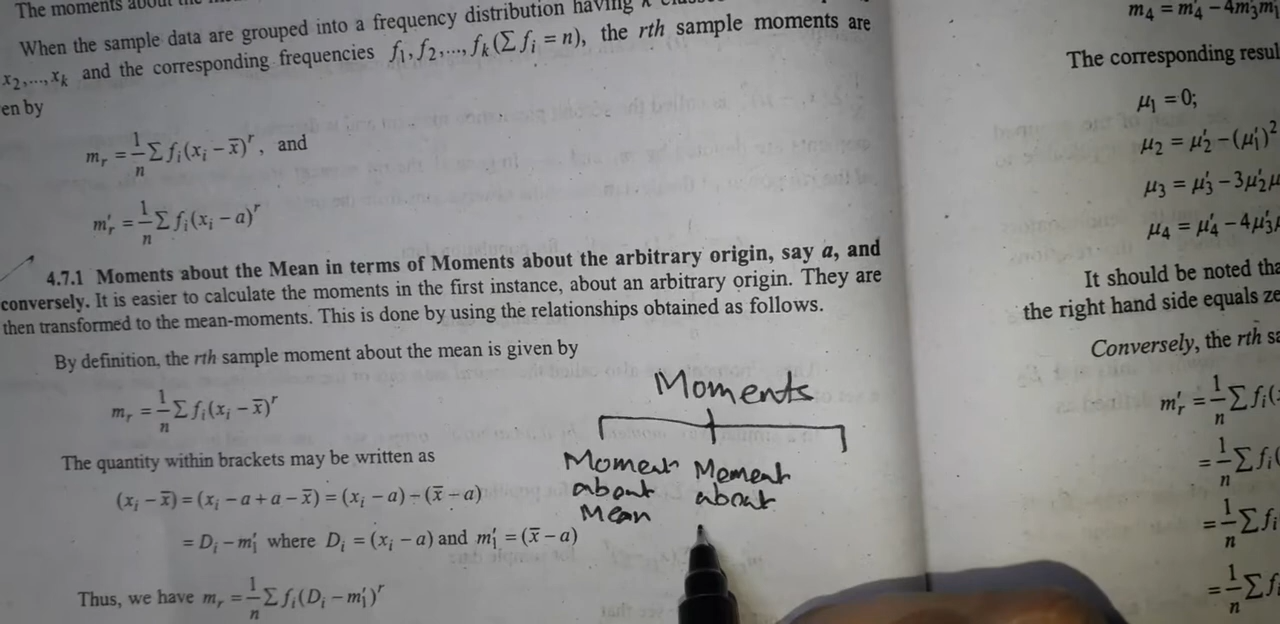 The moments about the
When the sample data are grouped into a frequency distribution having k
x₂,..., xₖ and the corresponding frequencies f₁, f₂,..., fₖ (Σ fᵢ = n), the rth sample moments are
en by
mᵣ = 1/n Σ fᵢ(xᵢ − x̄)ʳ, and
m′ᵣ = 1/n Σ fᵢ(xᵢ − a)ʳ
4.7.1 Moments about the Mean in terms of Moments about the arbitrary origin, say a, and
conversely. It is easier to calculate the moments in the first instance, about an arbitrary origin. They are
then transformed to the mean-moments. This is done by using the relationships obtained as follows.
By definition, the rth sample moment about the mean is given by
mᵣ = 1/n Σ fᵢ(xᵢ − x̄)ʳ
The quantity within brackets may be written as
(xᵢ − x̄) = (xᵢ − a + a − x̄) = (xᵢ − a) − (x̄ − a)
= Dᵢ − m′₁ where Dᵢ = (xᵢ − a) and m′₁ = (x̄ − a)
Thus, we have mᵣ = 1/n Σ fᵢ(Dᵢ − m′₁)ʳ
Moments
Moment
about
Mean
Mement
about
m₄ = m′₄ − 4m′₃m′₁
The corresponding resul
μ₁ = 0;
μ₂ = μ′₂ − (μ′₁)²
μ₃ = μ′₃ − 3μ′₂μ
μ₄ = μ′₄ − 4μ′₃μ
It should be noted tha
the right hand side equals ze
Conversely, the rth sa
m′ᵣ = 1/n Σ fᵢ(
= 1/n Σ fᵢ(
= 1/n Σ fᵢ
= 1/n Σ f